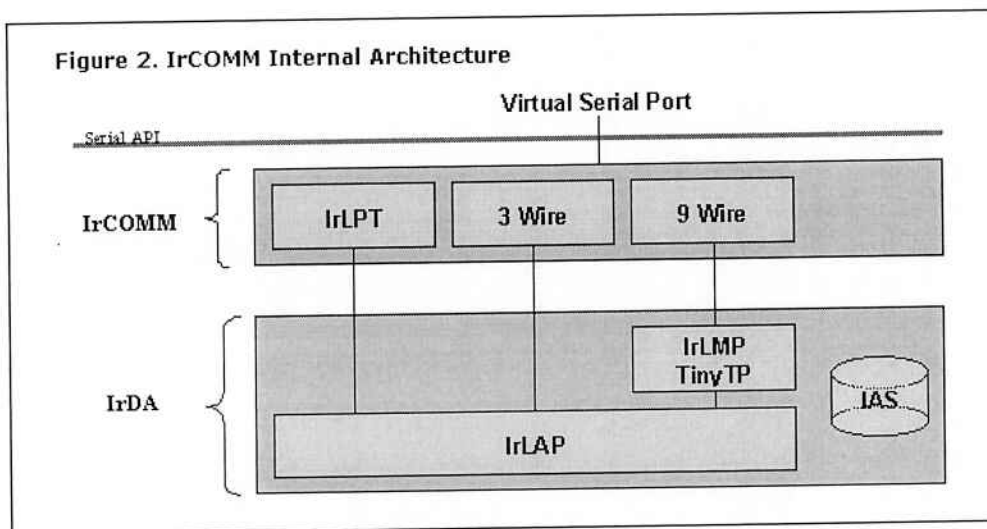 Figure 2. IrCOMM Internal Architecture
Virtual Serial Port
Serial API
IrCOMM
IrLPT
3 Wire
9 Wire
IrDA
IrLMP
TinyTP
IAS
IrLAP